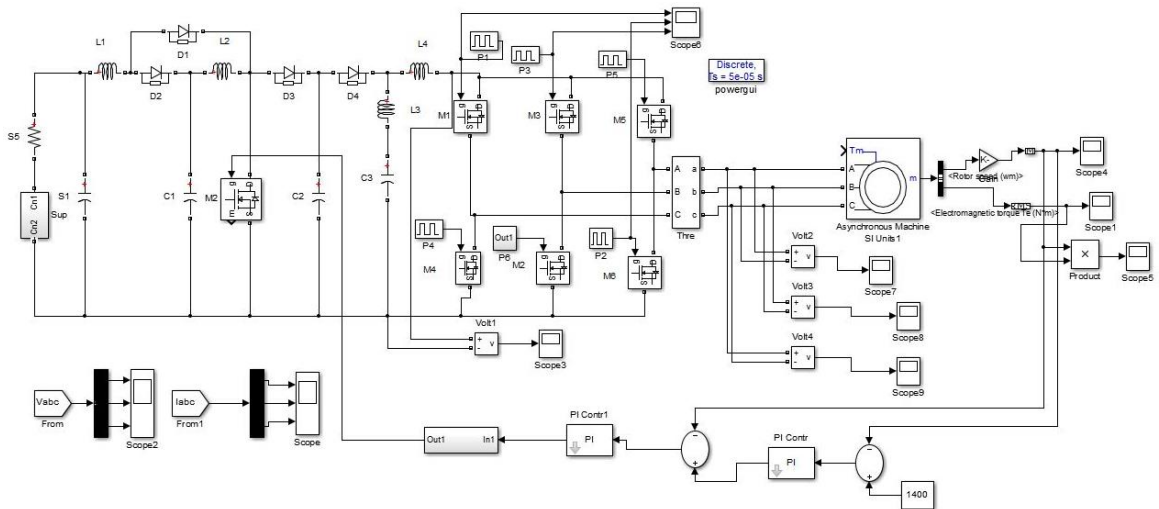 L1
D1
L2
D2
D3
D4
L4
L3
S5
S1
C1
M2
g
E
S
C2
C3
Cn1
Cn2
Sup
P1
P3
P5
Scope6
Discrete,
Ts = 5e-05 s
powergui
M1
M3
M5
P4
M4
Out1
P6
M2
P2
M6
A
B
C
a
b
c
Thre
Tm
A
B
C
m
Asynchronous Machine
SI Units1
K-
Gain
<Rotor speed (wm)>
<Electromagnetic torque Te (N*m)>
Scope4
Scope1
×
Product
Scope5
Volt2
+
-
v
Scope7
Volt3
+
-
v
Scope8
Volt4
+
-
v
Scope9
Volt1
+
-
v
Scope3
Vabc
From
Scope2
Iabc
From1
Scope
Out1
In1
PI Contr1
PI
PI Contr
PI
1400